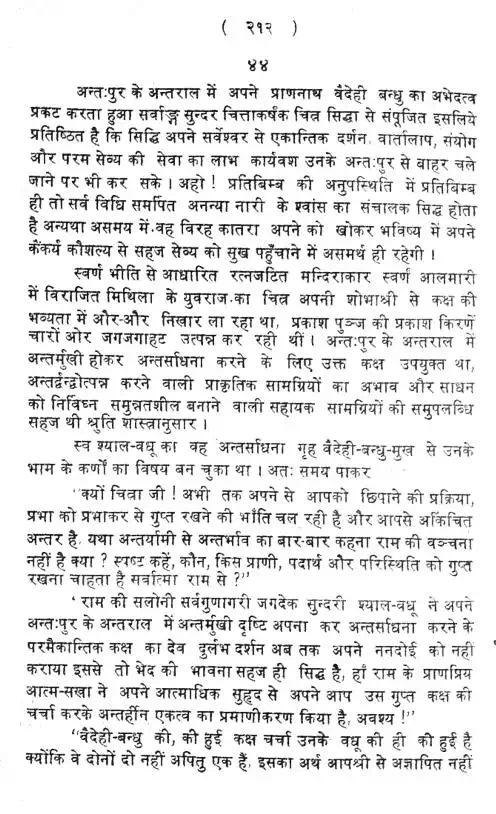 ( २१२ )
४४
अन्तःपुर के अन्तराल में अपने प्राणनाथ वैदेही बन्धु का अभेदत्व
प्रकट करता हुआ सर्वाङ्ग सुन्दर चित्ताकर्षक चित्र सिद्धा से संपूजित इसलिये
प्रतिष्ठित है कि सिद्धि अपने सर्वेश्वर से एकान्तिक दर्शन, वार्तालाप, संयोग
और परम सेव्य की सेवा का लाभ कार्यवश उनके अन्तःपुर से बाहर चले
जाने पर भी कर सके । अहो ! प्रतिबिम्ब की अनुपस्थिति में प्रतिबिम्ब
ही तो सर्व विधि समर्पित अनन्या नारी के श्वांस का संचालक सिद्ध होता
है अन्यथा असमय में वह विरह कातरा अपने को खोकर भविष्य में अपने
कैंकर्य कौशल्य से सहज सेव्य को सुख पहुँचाने में असमर्थ ही रहेगी ।
स्वर्ण भीति से आधारित रत्नजटित मन्दिराकार स्वर्ण आलमारी
में विराजित मिथिला के युवराज का चित्र अपनी शोभाश्री से कक्ष की
भव्यता में और-और निखार ला रहा था, प्रकाश पुञ्ज की प्रकाश किरणें
चारों ओर जगजगाहट उत्पन्न कर रही थीं । अन्तःपुर के अन्तराल में
अन्तर्मुखी होकर अन्तर्साधना करने के लिए उक्त कक्ष उपयुक्त था,
अन्तर्द्वन्द्वोत्पन्न करने वाली प्राकृतिक सामग्रियों का अभाव और साधन
को निर्विघ्न समुन्नतशील बनाने वाली सहायक सामग्रियों की समुपलब्धि
सहज थी श्रुति शास्त्रानुसार ।
स्व श्याल-वधू का वह अन्तर्साधना गृह वैदेही-बन्धु-मुख से उनके
भाम के कर्णों का विषय बन चुका था । अतः समय पाकर
"क्यों चित्रा जी ! अभी तक अपने से आपको छिपाने की प्रक्रिया,
प्रभा को प्रभाकर से गुप्त रखने की भाँति चल रही है और आपसे अकिंचित
अन्तर है, यथा अन्तर्यामी से अन्तर्भाव का बार-बार कहना राम की वञ्चना
नहीं है क्या ? स्पष्ट कहें, कौन, किस प्राणी, पदार्थ और परिस्थिति को गुप्त
रखना चाहता है सर्वात्मा राम से ?"
' राम की सलोनी सर्वगुणागरी जगदेक सुन्दरी श्याल-वधू ने अपने
अन्तःपुर के अन्तराल में अन्तर्मुखी दृष्टि अपना कर अन्तर्साधना करने के
परमैकान्तिक कक्ष का देव दुर्लभ दर्शन अब तक अपने ननदोई को नहीं
कराया इससे तो भेद की भावना सहज ही सिद्ध है, हाँ राम के प्राणप्रिय
आत्म-सखा ने अपने आत्माधिक सुहृद से अपने आप उस गुप्त कक्ष की
चर्चा करके अन्तर्हीन एकत्व का प्रमाणीकरण किया है, अवश्य !"
"वैदेही-बन्धु की, की हुई कक्ष चर्चा उनके वधू की ही की हुई है
क्योंकि वे दोनों दो नहीं अपितु एक हैं, इसका अर्थ आपश्री से अज्ञापित नहीं